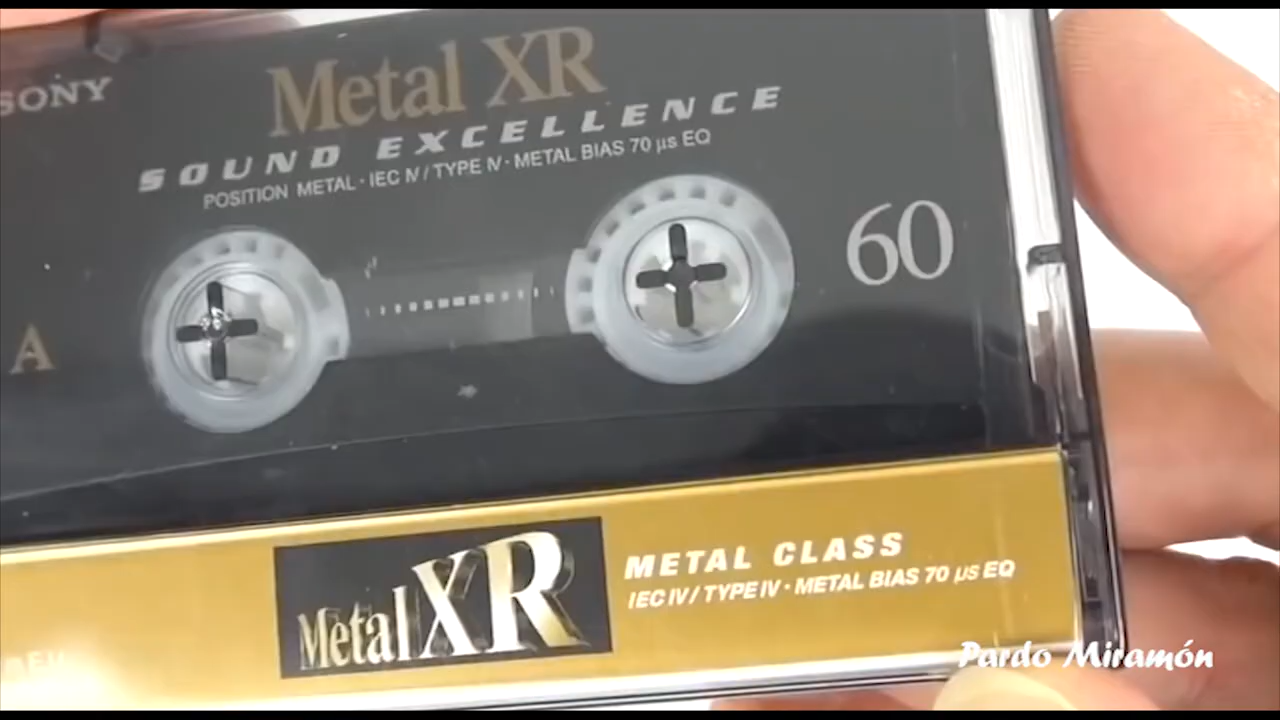 SONY
Metal XR
SOUND EXCELLENCE
POSITION METAL · IEC IV / TYPE IV · METAL BIAS 70 µs EQ
60
A
Metal XR
METAL CLASS
IEC IV / TYPE IV · METAL BIAS 70 µs EQ
Pardo Miramón